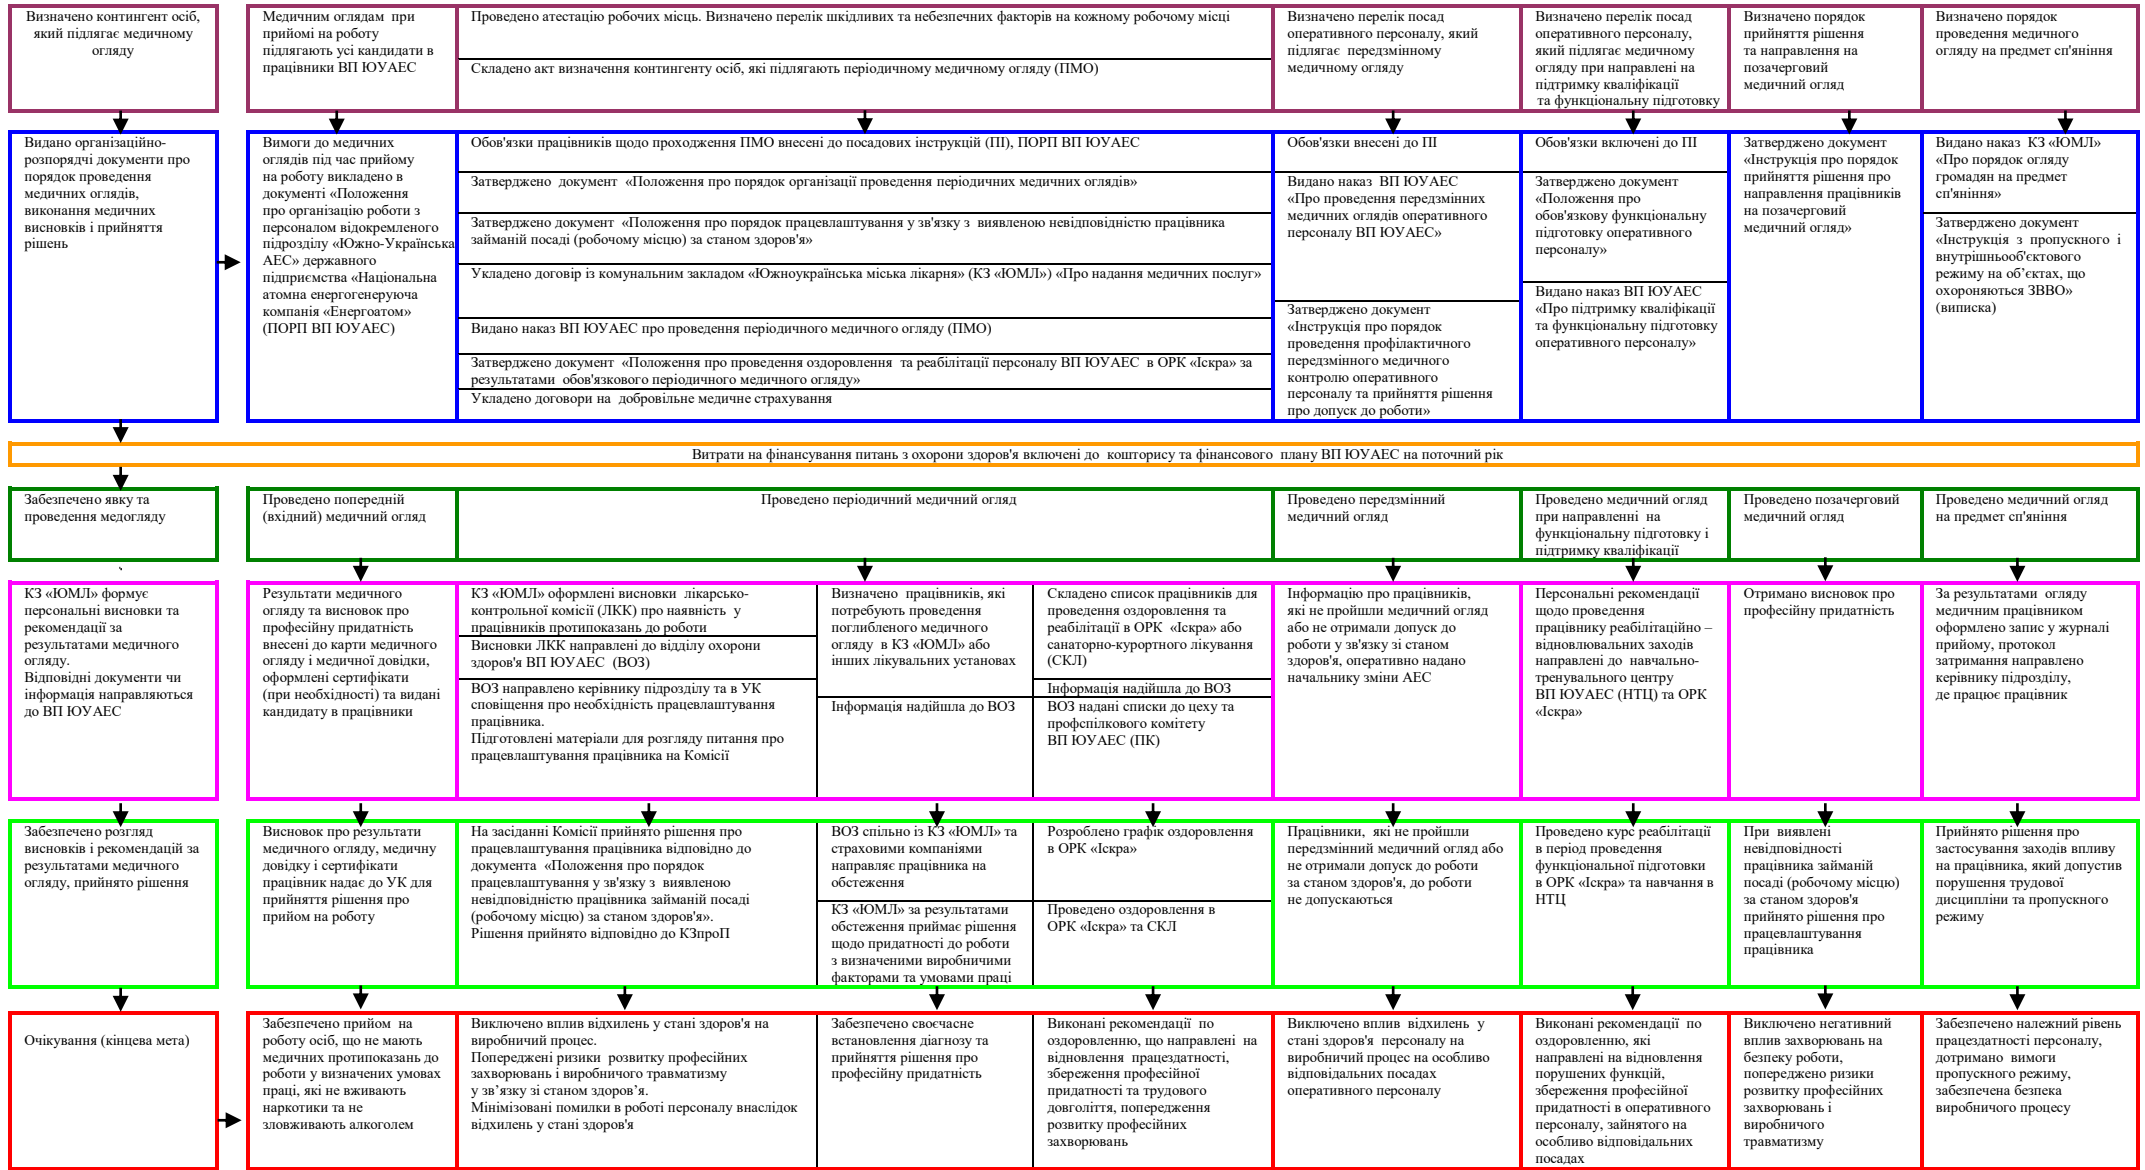 Визначено контингент осіб,
який підлягає медичному
огляду
Медичним оглядам при
прийомі на роботу
підлягають усі кандидати в
працівники ВП ЮУАЕС
Проведено атестацію робочих місць. Визначено перелік шкідливих та небезпечних факторів на кожному робочому місці
Складено акт визначення контингенту осіб, які підлягають періодичному медичному огляду (ПМО)
Визначено перелік посад
оперативного персоналу, який
підлягає передзмінному
медичному огляду
Визначено перелік посад
оперативного персоналу,
який підлягає медичному
огляду при направлені на
підтримку кваліфікації
та функціональну підготовку
Визначено порядок
прийняття рішення
та направлення на
позачерговий
медичний огляд
Визначено порядок
проведення медичного
огляду на предмет сп'яніння
Видано організаційно-
розпорядчі документи про
порядок проведення
медичних оглядів,
виконання медичних
висновків і прийняття
рішень
Вимоги до медичних
оглядів під час прийому
на роботу викладено в
документі «Положення
про організацію роботи з
персоналом відокремленого
підрозділу «Южно-Українська
АЕС» державного
підприємства «Національна
атомна енергогенеруюча
компанія «Енергоатом»
(ПОРП ВП ЮУАЕС)
Обов'язки працівників щодо проходження ПМО внесені до посадових інструкцій (ПІ), ПОРП ВП ЮУАЕС
Затверджено документ «Положення про порядок організації проведення періодичних медичних оглядів»
Затверджено документ «Положення про порядок працевлаштування у зв'язку з виявленою невідповідністю працівника
займаній посаді (робочому місцю) за станом здоров'я»
Укладено договір із комунальним закладом «Южноукраїнська міська лікарня» (КЗ «ЮМЛ») «Про надання медичних послуг»
Видано наказ ВП ЮУАЕС про проведення періодичного медичного огляду (ПМО)
Затверджено документ «Положення про проведення оздоровлення та реабілітації персоналу ВП ЮУАЕС в ОРК «Іскра» за
результатами обов'язкового періодичного медичного огляду»
Укладено договори на добровільне медичне страхування
Обов'язки внесені до ПІ
Видано наказ ВП ЮУАЕС
«Про проведення передзмінних
медичних оглядів оперативного
персоналу ВП ЮУАЕС»
Затверджено документ
«Інструкція про порядок
проведення профілактичного
передзмінного медичного
контролю оперативного
персоналу та прийняття рішення
про допуск до роботи»
Обов'язки включені до ПІ
Затверджено документ
«Положення про
обов'язкову функціональну
підготовку оперативного
персоналу»
Видано наказ ВП ЮУАЕС
«Про підтримку кваліфікації
та функціональну підготовку
оперативного персоналу»
Затверджено документ
«Інструкція про порядок
прийняття рішення про
направлення працівників
на позачерговий
медичний огляд»
Видано наказ КЗ «ЮМЛ»
«Про порядок огляду
громадян на предмет
сп'яніння»
Затверджено документ
«Інструкція з пропускного і
внутрішньооб'єктового
режиму на об’єктах, що
охороняються ЗВВО»
(виписка)
Витрати на фінансування питань з охорони здоров'я включені до кошторису та фінансового плану ВП ЮУАЕС на поточний рік
Забезпечено явку та
проведення медогляду
Проведено попередній
(вхідний) медичний огляд
Проведено періодичний медичний огляд
Проведено передзмінний
медичний огляд
Проведено медичний огляд
при направленні на
функціональну підготовку і
підтримку кваліфікації
Проведено позачерговий
медичний огляд
Проведено медичний огляд
на предмет сп'яніння
КЗ «ЮМЛ» формує
персональні висновки та
рекомендації за
результатами медичного
огляду.
Відповідні документи чи
інформація направляються
до ВП ЮУАЕС
Результати медичного
огляду та висновок про
професійну придатність
внесені до карти медичного
огляду і медичної довідки,
оформлені сертифікати
(при необхідності) та видані
кандидату в працівники
КЗ «ЮМЛ» оформлені висновки лікарсько-
контрольної комісії (ЛКК) про наявність у
працівників протипоказань до роботи
Висновки ЛКК направлені до відділу охорони
здоров'я ВП ЮУАЕС (ВОЗ)
ВОЗ направлено керівнику підрозділу та в УК
сповіщення про необхідність працевлаштування
працівника.
Підготовлені матеріали для розгляду питання про
працевлаштування працівника на Комісії
Визначено працівників, які
потребують проведення
поглибленого медичного
огляду в КЗ «ЮМЛ» або
інших лікувальних установах
Інформація надійшла до ВОЗ
Складено список працівників для
проведення оздоровлення та
реабілітації в ОРК «Іскра» або
санаторно-курортного лікування
(СКЛ)
Інформація надійшла до ВОЗ
ВОЗ надані списки до цеху та
профспілкового комітету
ВП ЮУАЕС (ПК)
Інформацію про працівників,
які не пройшли медичний огляд
або не отримали допуск до
роботи у зв'язку зі станом
здоров'я, оперативно надано
начальнику зміни АЕС
Персональні рекомендації
щодо проведення
працівнику реабілітаційно –
відновлювальних заходів
направлені до навчально-
тренувального центру
ВП ЮУАЕС (НТЦ) та ОРК
«Іскра»
Отримано висновок про
професійну придатність
За результатами огляду
медичним працівником
оформлено запис у журналі
прийому, протокол
затримання направлено
керівнику підрозділу,
де працює працівник
Забезпечено розгляд
висновків і рекомендацій за
результатами медичного
огляду, прийнято рішення
Висновок про результати
медичного огляду, медичну
довідку і сертифікати
працівник надає до УК для
прийняття рішення про
прийом на роботу
На засіданні Комісії прийнято рішення про
працевлаштування працівника відповідно до
документа «Положення про порядок
працевлаштування у зв'язку з виявленою
невідповідністю працівника займаній посаді
(робочому місцю) за станом здоров'я».
Рішення прийнято відповідно до КЗпроП
ВОЗ спільно із КЗ «ЮМЛ» та
страховими компаніями
направляє працівника на
обстеження
КЗ «ЮМЛ» за результатами
обстеження приймає рішення
щодо придатності до роботи
з визначеними виробничими
факторами та умовами праці
Розроблено графік оздоровлення
в ОРК «Іскра»
Проведено оздоровлення в
ОРК «Іскра» та СКЛ
Працівники, які не пройшли
передзмінний медичний огляд або
не отримали допуск до роботи
за станом здоров'я, до роботи
не допускаються
Проведено курс реабілітації
в період проведення
функціональної підготовки
в ОРК «Іскра» та навчання в
НТЦ
При виявлені
невідповідності
працівника займаній
посаді (робочому місцю)
за станом здоров'я
прийнято рішення про
працевлаштування
працівника
Прийнято рішення про
застосування заходів впливу
на працівника, який допустив
порушення трудової
дисципліни та пропускного
режиму
Очікування (кінцева мета)
Забезпечено прийом на
роботу осіб, що не мають
медичних протипоказань до
роботи у визначених умовах
праці, які не вживають
наркотики та не
зловживають алкоголем
Виключено вплив відхилень у стані здоров'я на
виробничий процес.
Попереджені ризики розвитку професійних
захворювань і виробничого травматизму
у зв’язку зі станом здоров’я.
Мінімізовані помилки в роботі персоналу внаслідок
відхилень у стані здоров'я
Забезпечено своєчасне
встановлення діагнозу та
прийняття рішення про
професійну придатність
Виконані рекомендації по
оздоровленню, що направлені на
відновлення працездатності,
збереження професійної
придатності та трудового
довголіття, попередження
розвитку професійних
захворювань
Виключено вплив відхилень у
стані здоров'я персоналу на
виробничий процес на особливо
відповідальних посадах
оперативного персоналу
Виконані рекомендації по
оздоровленню, які
направлені на відновлення
порушених функцій,
збереження професійної
придатності в оперативного
персоналу, зайнятого на
особливо відповідальних
посадах
Виключено негативний
вплив захворювань на
безпеку роботи,
попереджено ризики
розвитку професійних
захворювань і
виробничого
травматизму
Забезпечено належний рівень
працездатності персоналу,
дотримано вимоги
пропускного режиму,
забезпечена безпека
виробничого процесу